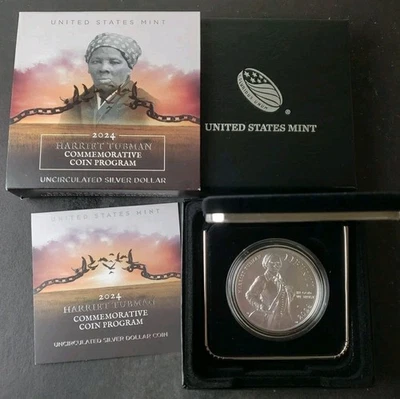 UNITED STATES MINT
2024
HARRIET TUBMAN
COMMEMORATIVE
COIN PROGRAM
UNCIRCULATED SILVER DOLLAR
UNITED STATES MINT
UNITED STATES MINT
2024
HARRIET TUBMAN
COMMEMORATIVE
COIN PROGRAM
UNCIRCULATED SILVER DOLLAR COIN